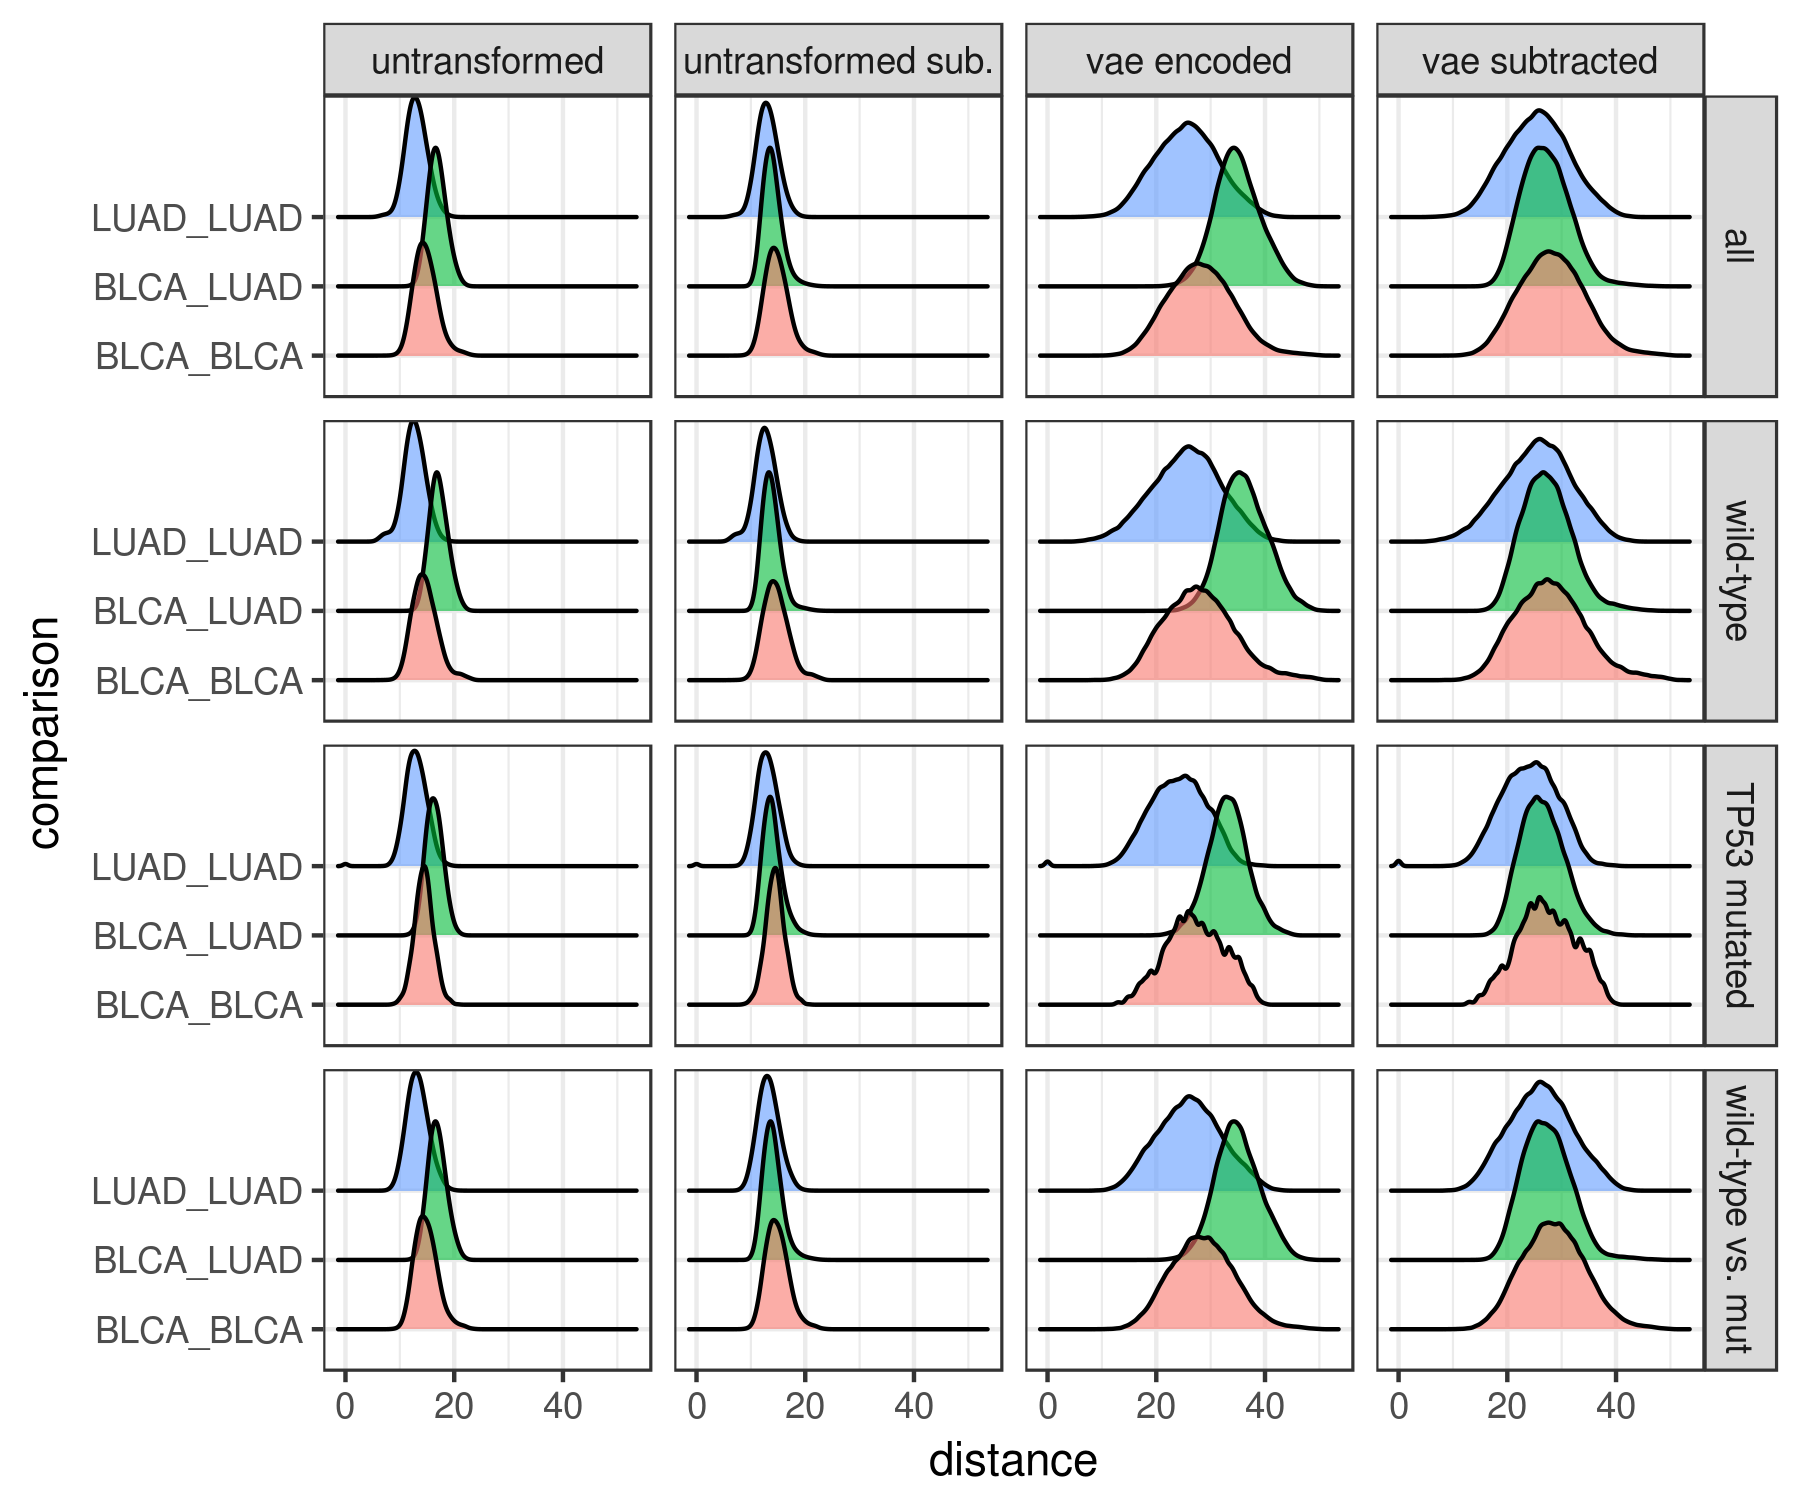 untransformed
untransformed sub.
vae encoded
vae subtracted
LUAD_LUAD
BLCA_LUAD
BLCA_BLCA
all
LUAD_LUAD
BLCA_LUAD
BLCA_BLCA
wild-type
LUAD_LUAD
BLCA_LUAD
BLCA_BLCA
TP53 mutated
LUAD_LUAD
BLCA_LUAD
BLCA_BLCA
wild-type vs. mut
comparison
0 20 40
0 20 40
0 20 40
0 20 40
distance